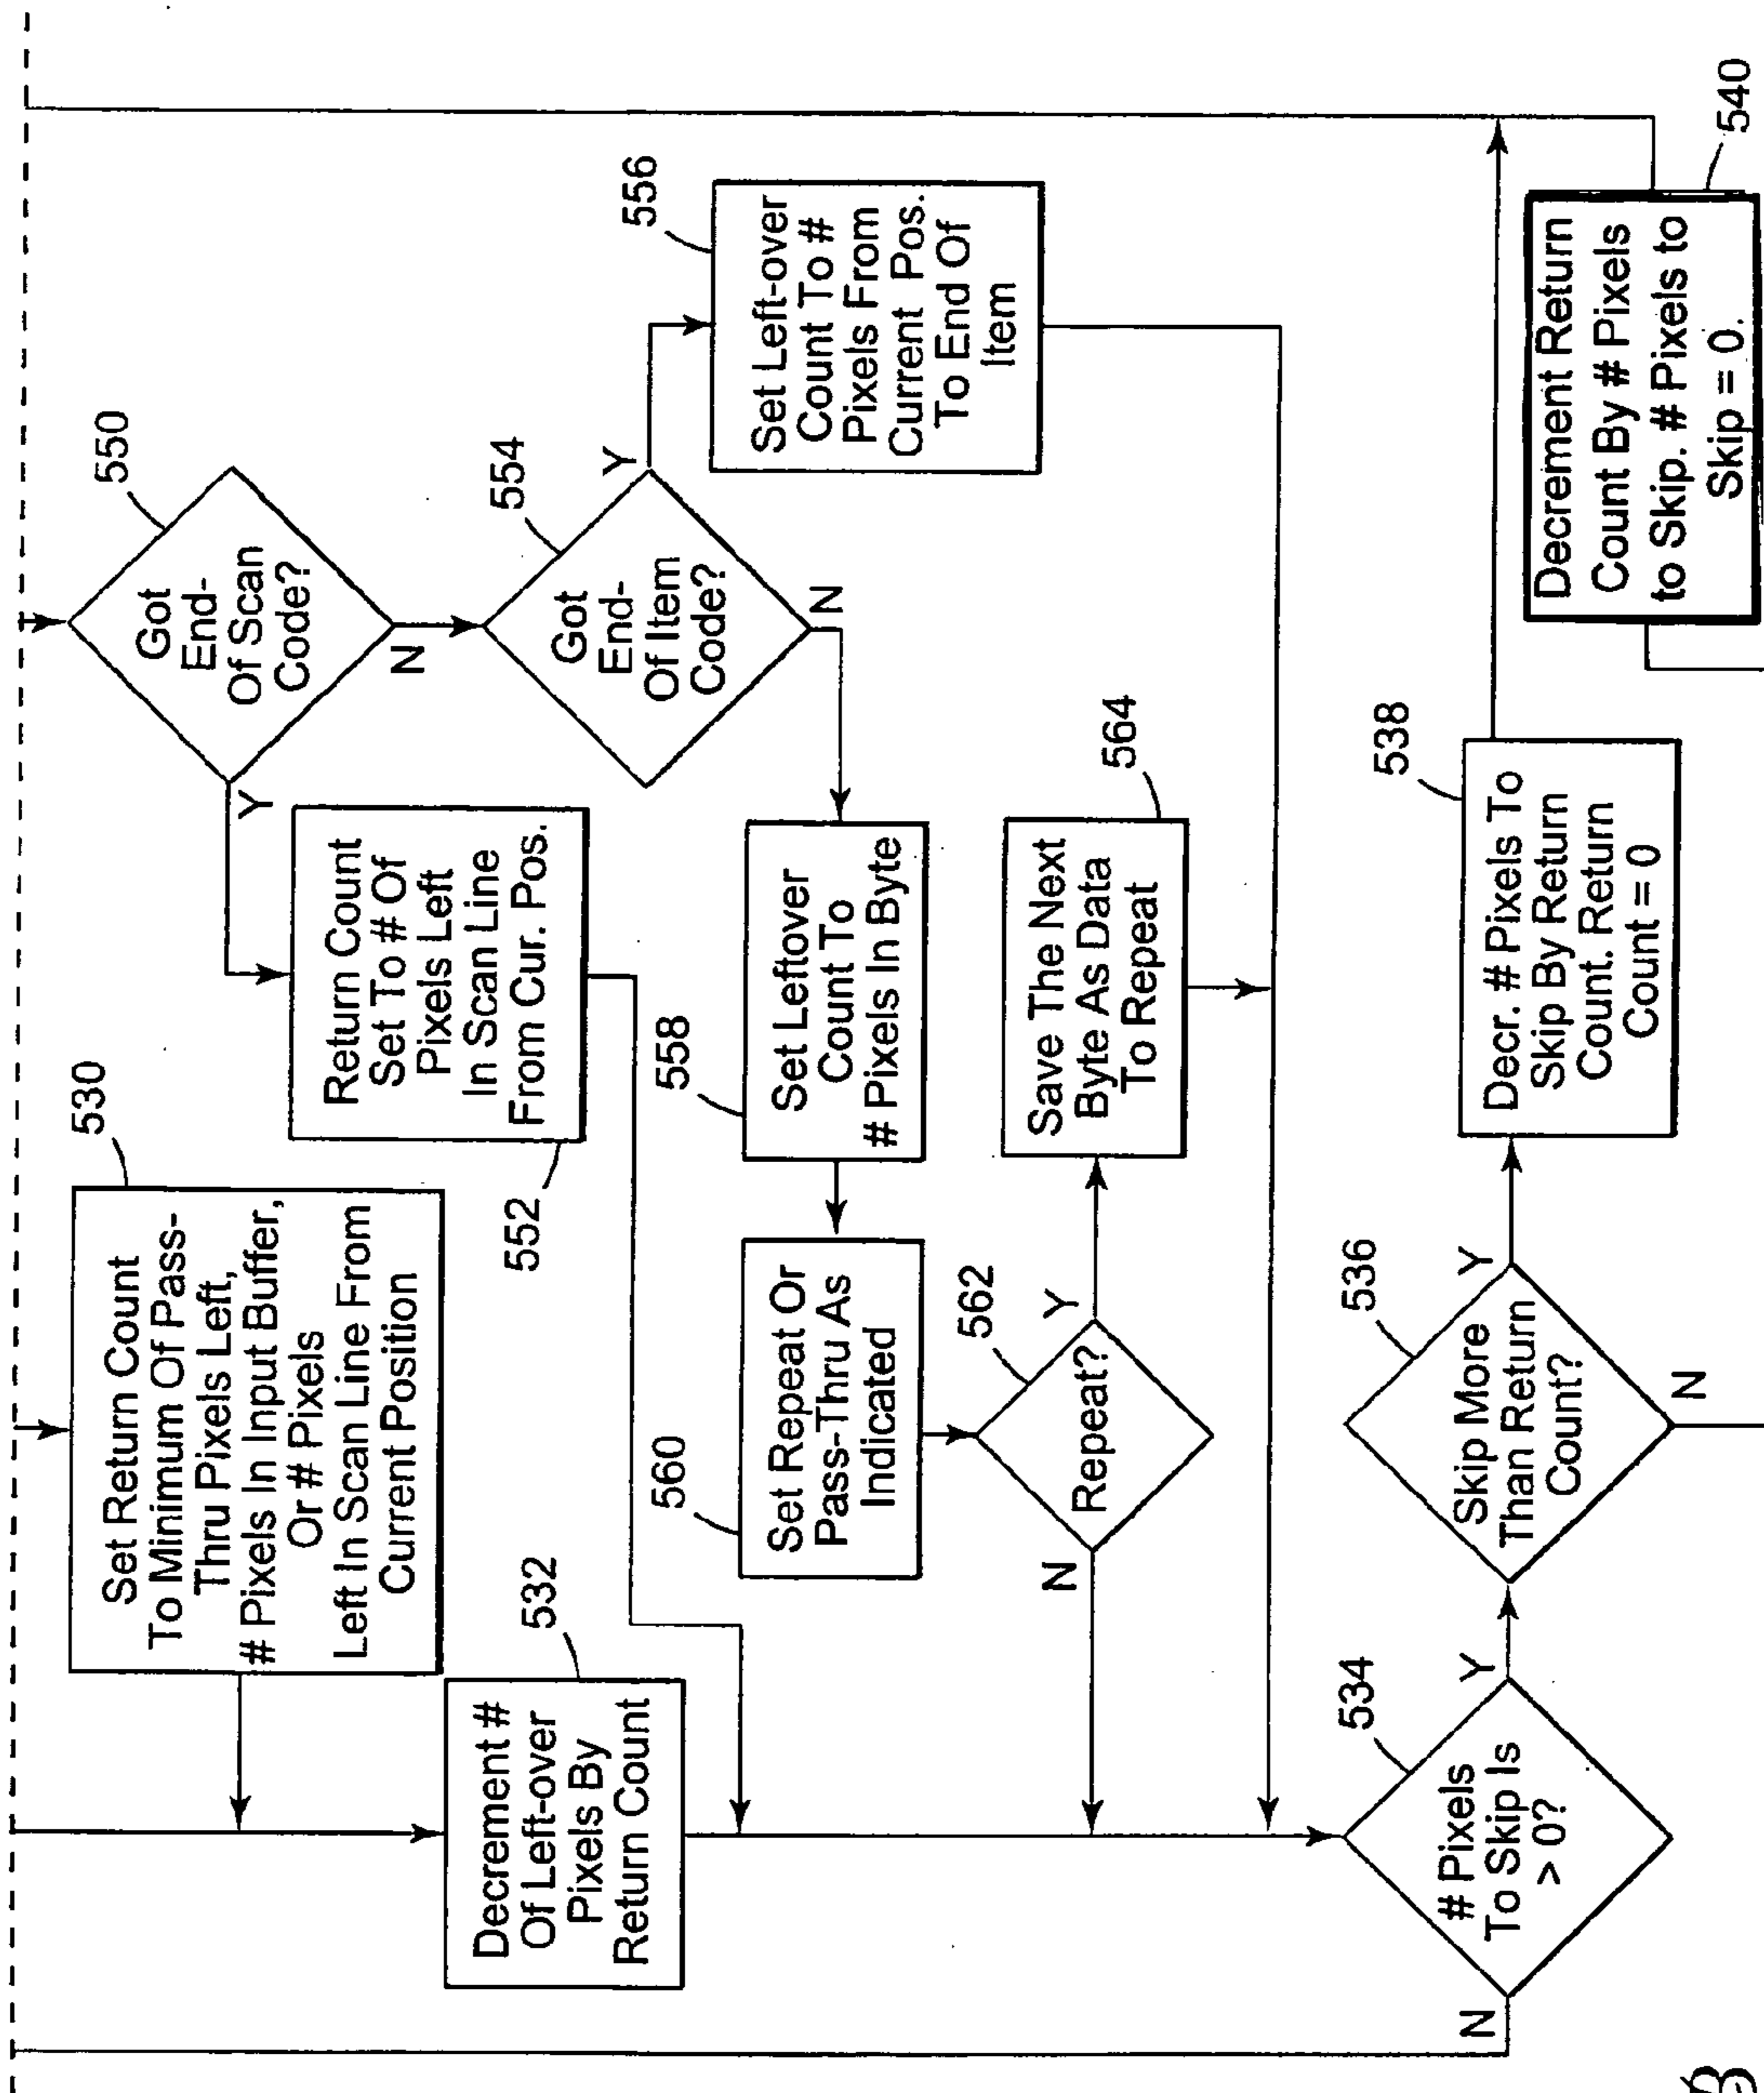 530
Set Return Count
To Minimum Of Pass-
Thru Pixels Left,
# Pixels In Input Buffer,
Or # Pixels
Left In Scan Line From
Current Position
532
Decrement #
Of Left-over
Pixels By
Return Count
550
Got
End-
Of Scan
Code?
Y
N
552
Return Count
Set To # Of
Pixels Left
In Scan Line
From Cur. Pos.
554
Got
End-
Of Item
Code?
Y
N
556
Set Left-over
Count To #
Pixels From
Current Pos.
To End Of
Item
558
Set Leftover
Count To
# Pixels In Byte
560
Set Repeat Or
Pass-Thru As
Indicated
562
Repeat?
N
Y
564
Save The Next
Byte As Data
To Repeat
534
# Pixels
To Skip Is
> 0?
N
Y
536
Skip More
Than Return
Count?
Y
N
538
Decr. # Pixels To
Skip By Return
Count. Return
Count = 0
540
Decrement Return
Count By # Pixels
to Skip. # Pixels to
Skip = 0.